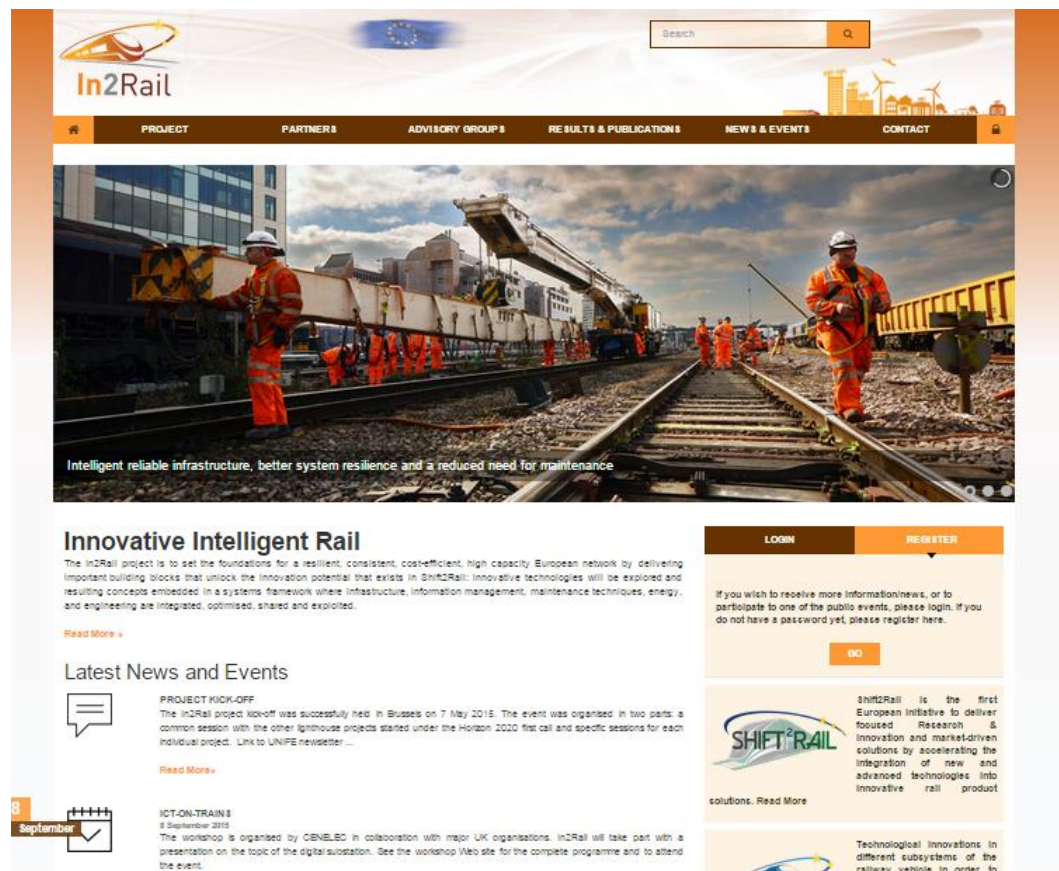 Search
In2Rail
PROJECT
PARTNERS
ADVISORY GROUPS
RESULTS & PUBLICATIONS
NEWS & EVENTS
CONTACT
Intelligent reliable infrastructure, better system resilience and a reduced need for maintenance
Innovative Intelligent Rail
The In2Rail project is to set the foundations for a resilient, consistent, cost-efficient, high capacity European network by delivering
important building blocks that unlock the innovation potential that exists in Shift2Rail: innovative technologies will be explored and
resulting concepts embedded in a systems framework where infrastructure, information management, maintenance techniques, energy,
and engineering are integrated, optimised, shared and exploited.
Read More »
Latest News and Events
PROJECT KICK-OFF
The In2Rail project kick-off was successfully held in Brussels on 7 May 2015. The event was organised in two parts: a
common session with the other lighthouse projects started under the Horizon 2020 first call and specific sessions for each
individual project. Link to UNIFE newsletter ...
Read More»
8
September
ICT-ON-TRAINS
8 September 2015
The workshop is organised by CENELEC in collaboration with major UK organisations. In2Rail will take part with a
presentation on the topic of the digital substation. See the workshop Web site for the complete programme and to attend
the event.
LOGIN
REGISTER
If you wish to receive more information/news, or to
participate to one of the public events, please login. If you
do not have a password yet, please register here.
GO
SHIFT2RAIL
Shift2Rail is the first
European initiative to deliver
focused Research &
Innovation and market-driven
solutions by accelerating the
integration of new and
advanced technologies into
innovative rail product
solutions. Read More
Technological innovations in
different subsystems of the
railway vehicle in order to